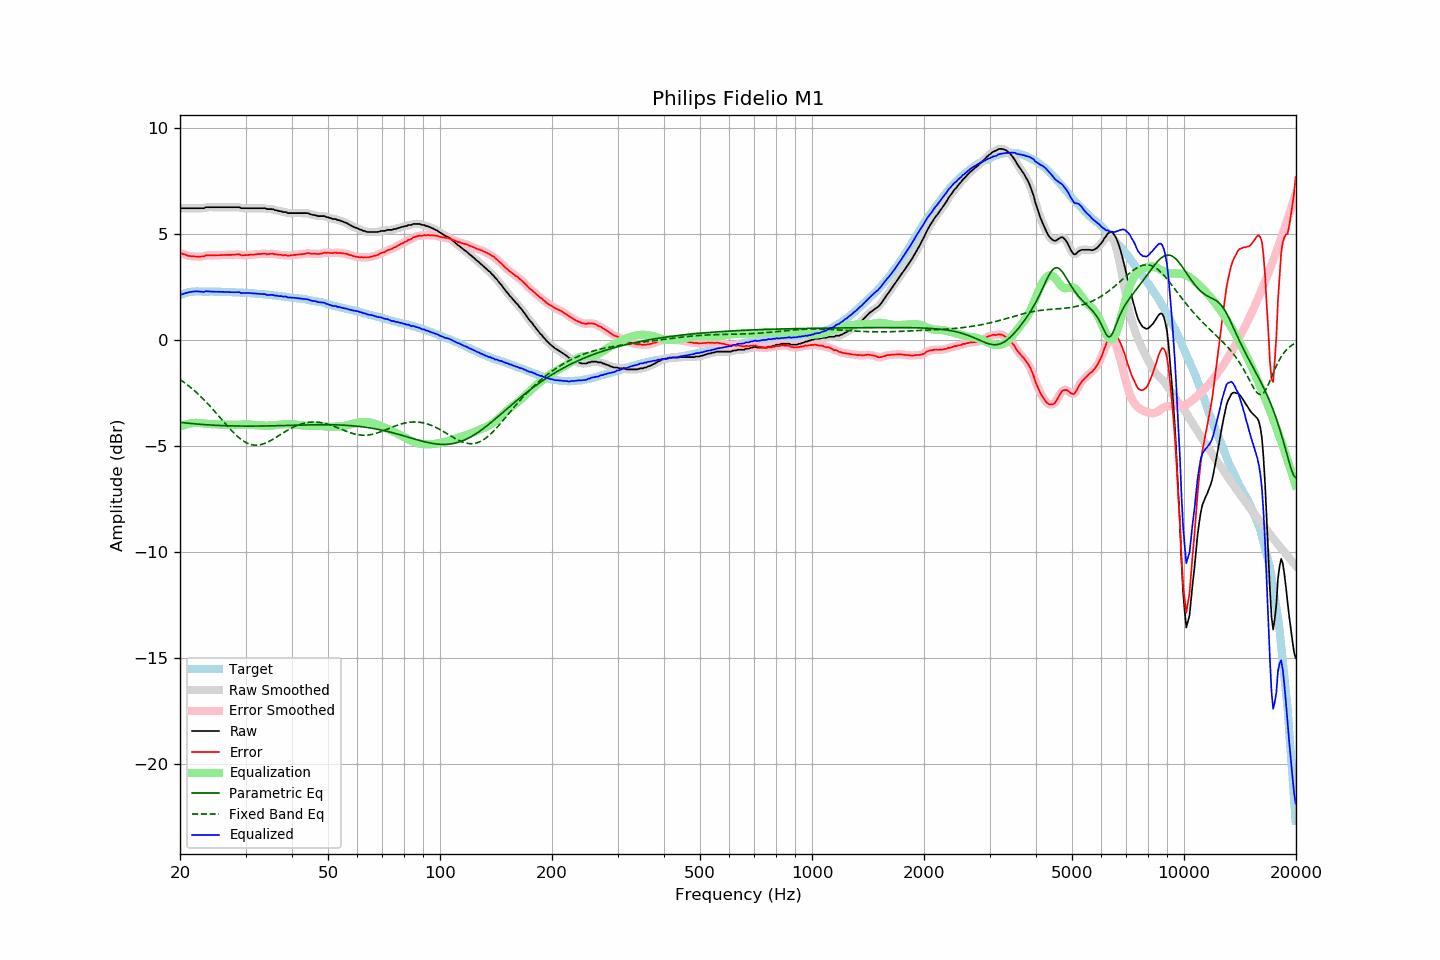 Philips Fidelio M1
Amplitude (dBr)
10
5
0
−5
−10
−15
−20
Target
Raw Smoothed
Error Smoothed
Raw
Error
Equalization
Parametric Eq
Fixed Band Eq
Equalized
20 50 100 200 500 1000 2000 5000 10000 20000
Frequency (Hz)